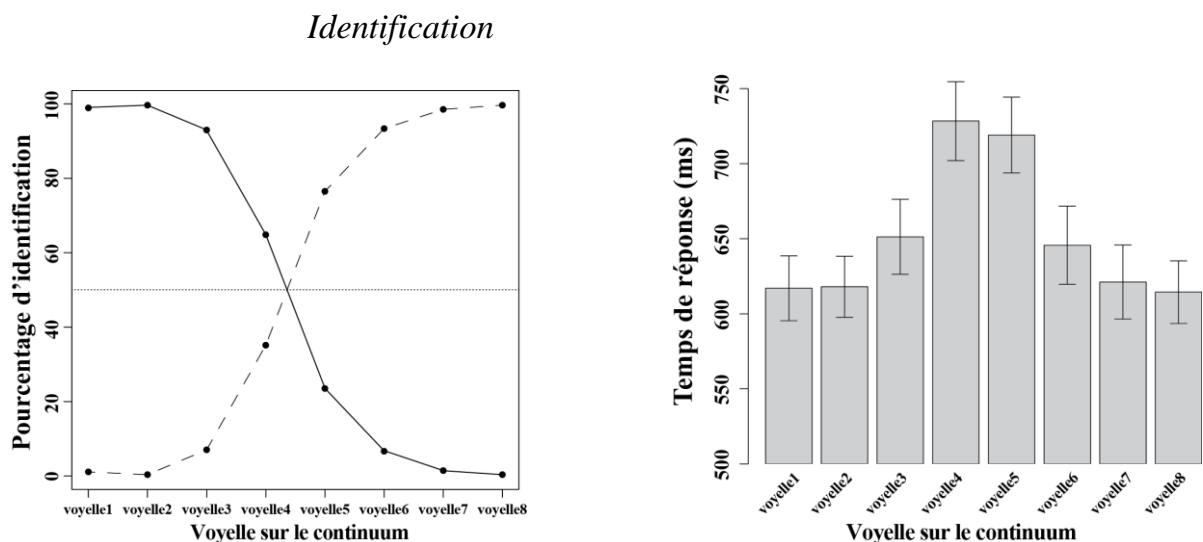 Identification
Pourcentage d'identification
100
80
60
40
20
0
voyelle1 voyelle2 voyelle3 voyelle4 voyelle5 voyelle6 voyelle7 voyelle8
Voyelle sur le continuum
Temps de réponse (ms)
750
700
650
600
550
500
voyelle1 voyelle2 voyelle3 voyelle4 voyelle5 voyelle6 voyelle7 voyelle8
Voyelle sur le continuum